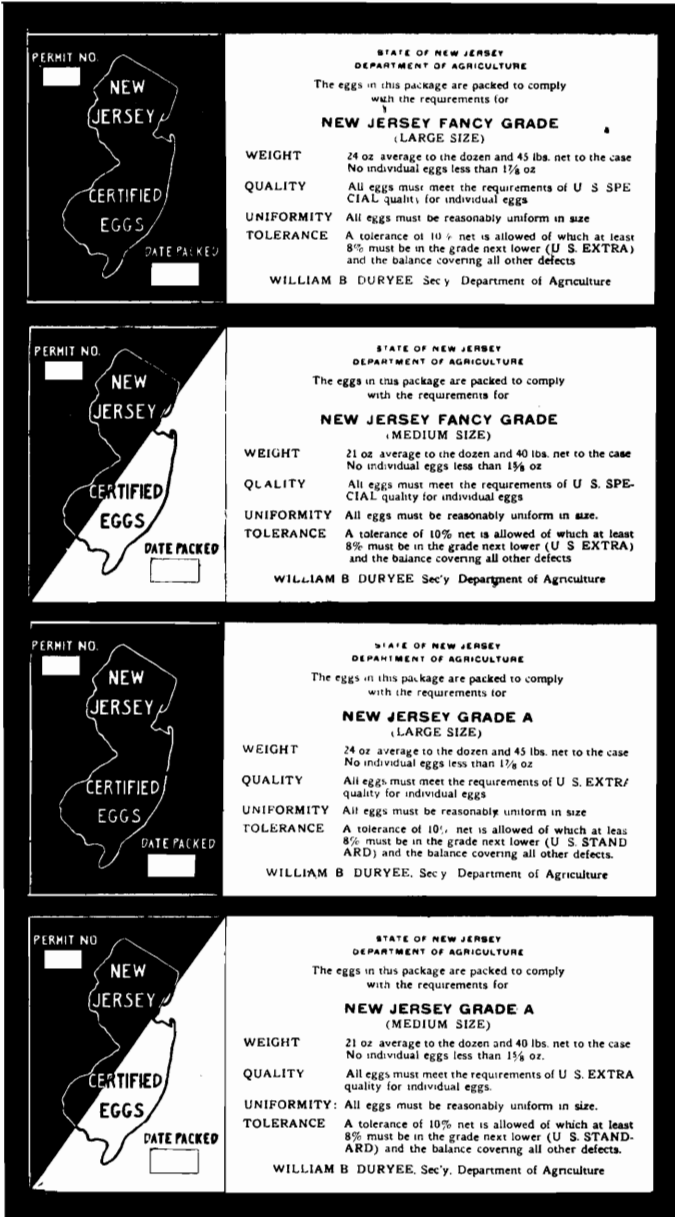 PERMIT NO.
NEW
JERSEY
CERTIFIED
EGGS
DATE PACKED
STATE OF NEW JERSEY
DEPARTMENT OF AGRICULTURE
The eggs in this package are packed to comply
with the requirements for
NEW JERSEY FANCY GRADE
(LARGE SIZE)
WEIGHT 24 oz average to the dozen and 45 lbs. net to the case
No individual eggs less than 1⅞ oz
QUALITY All eggs must meet the requirements of U S SPE
CIAL quality for individual eggs
UNIFORMITY All eggs must be reasonably uniform in size
TOLERANCE A tolerance of 10% net is allowed of which at least
8% must be in the grade next lower (U S. EXTRA)
and the balance covering all other defects
WILLIAM B DURYEE Sec y Department of Agriculture
PERMIT NO.
NEW
JERSEY
CERTIFIED
EGGS
DATE PACKED
STATE OF NEW JERSEY
DEPARTMENT OF AGRICULTURE
The eggs in this package are packed to comply
with the requirements for
NEW JERSEY FANCY GRADE
(MEDIUM SIZE)
WEIGHT 21 oz average to the dozen and 40 lbs. net to the case
No individual eggs less than 1⅝ oz
QUALITY All eggs must meet the requirements of U S. SPE-
CIAL quality for individual eggs
UNIFORMITY All eggs must be reasonably uniform in size.
TOLERANCE A tolerance of 10% net is allowed of which at least
8% must be in the grade next lower (U S EXTRA)
and the balance covering all other defects
WILLIAM B DURYEE Sec'y Department of Agriculture
PERMIT NO.
NEW
JERSEY
CERTIFIED
EGGS
DATE PACKED
STATE OF NEW JERSEY
DEPARTMENT OF AGRICULTURE
The eggs in this package are packed to comply
with the requirements for
NEW JERSEY GRADE A
(LARGE SIZE)
WEIGHT 24 oz average to the dozen and 45 lbs. net to the case
No individual eggs less than 1⅞ oz
QUALITY All eggs must meet the requirements of U S. EXTRA
quality for individual eggs
UNIFORMITY All eggs must be reasonably uniform in size
TOLERANCE A tolerance of 10% net is allowed of which at leas
8% must be in the grade next lower (U S. STAND
ARD) and the balance covering all other defects.
WILLIAM B DURYEE, Sec y Department of Agriculture
PERMIT NO
NEW
JERSEY
CERTIFIED
EGGS
DATE PACKED
STATE OF NEW JERSEY
DEPARTMENT OF AGRICULTURE
The eggs in this package are packed to comply
with the requirements for
NEW JERSEY GRADE A
(MEDIUM SIZE)
WEIGHT 21 oz average to the dozen and 40 lbs. net to the case
No individual eggs less than 1⅝ oz.
QUALITY All eggs must meet the requirements of U S. EXTRA
quality for individual eggs.
UNIFORMITY: All eggs must be reasonably uniform in size.
TOLERANCE A tolerance of 10% net is allowed of which at least
8% must be in the grade next lower (U S. STAND-
ARD) and the balance covering all other defects.
WILLIAM B DURYEE, Sec'y, Department of Agriculture